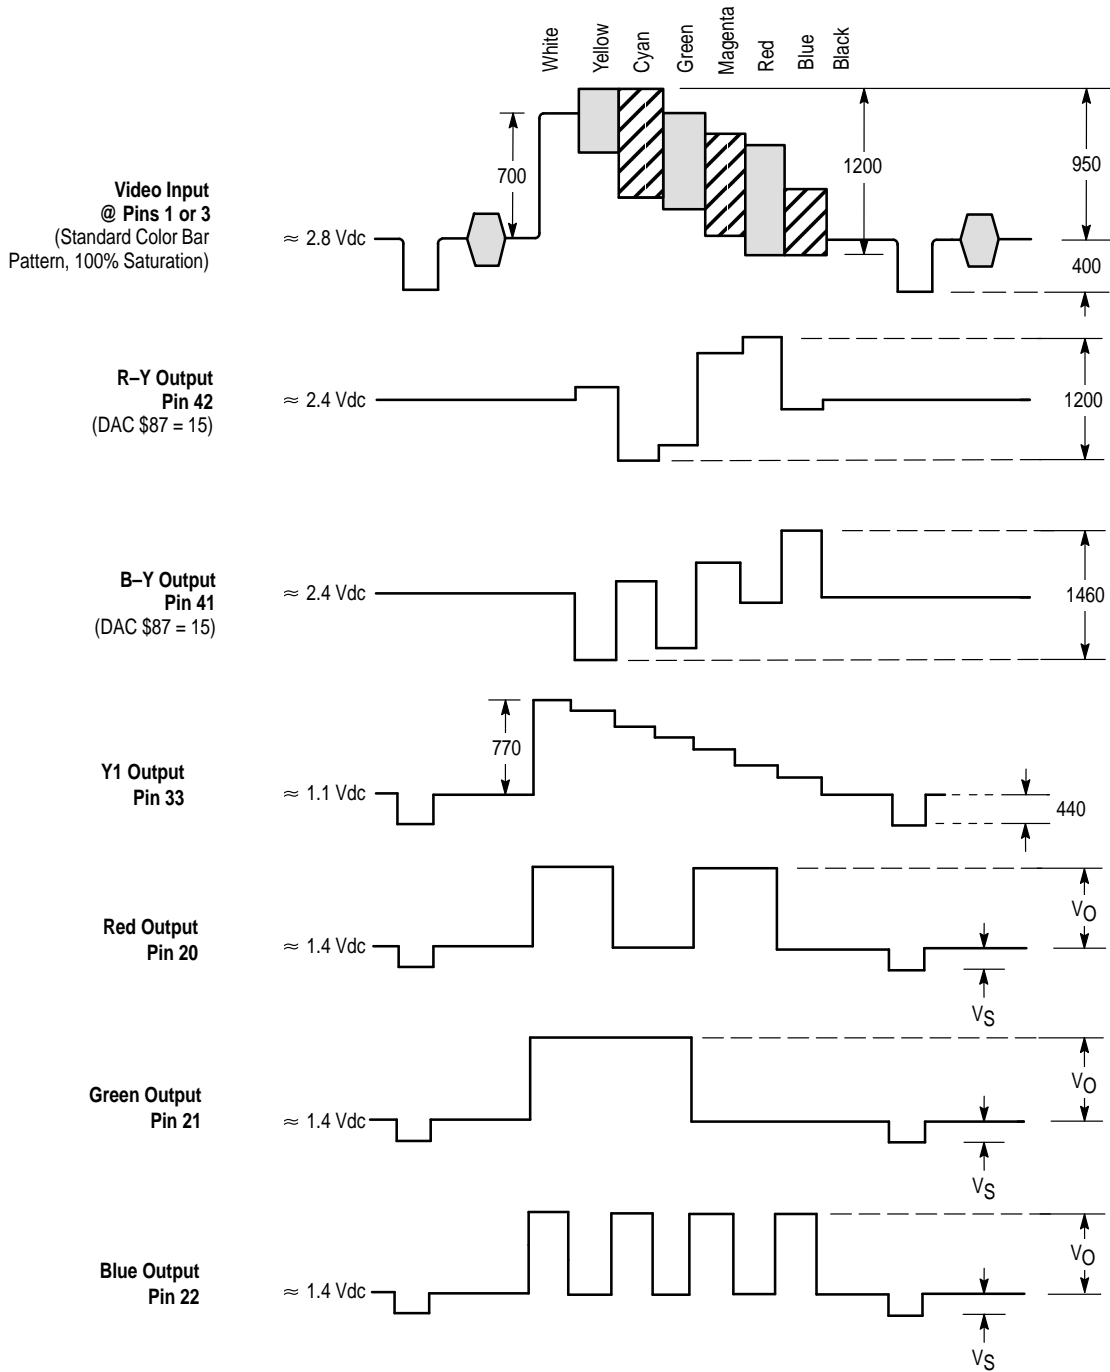 White
Yellow
Cyan
Green
Magenta
Red
Blue
Black
Video Input
@ Pins 1 or 3
(Standard Color Bar
Pattern, 100% Saturation)
≈ 2.8 Vdc
700
1200
950
400
R–Y Output
Pin 42
(DAC $87 = 15)
≈ 2.4 Vdc
1200
B–Y Output
Pin 41
(DAC $87 = 15)
≈ 2.4 Vdc
1460
Y1 Output
Pin 33
≈ 1.1 Vdc
770
440
Red Output
Pin 20
≈ 1.4 Vdc
VO
VS
Green Output
Pin 21
≈ 1.4 Vdc
VO
VS
Blue Output
Pin 22
≈ 1.4 Vdc
VO
VS